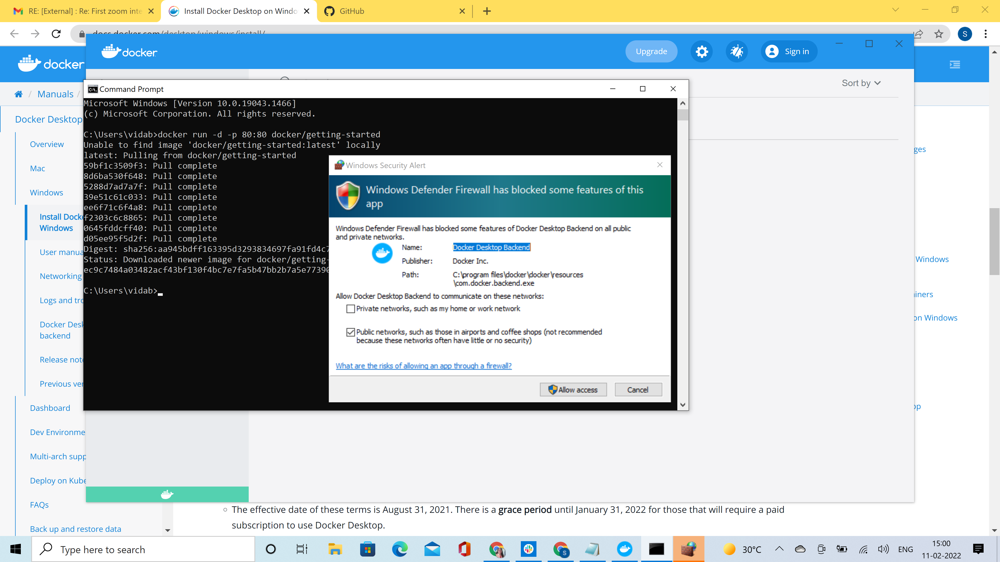 RE: [External] : Re: First zoom inte
Install Docker Desktop on Windo
GitHub
docs.docker.com/desktop/windows/install/
S
docker
docker
Upgrade
Sign in
Manuals /
Sort by
Docker Desktop
Overview
Mac
Windows
Install Docke
Windows
User manua
Networking
Logs and tro
Docker Desk
backend
Release note
Previous ver
Dashboard
Dev Environme
Multi-arch supp
Deploy on Kube
FAQs
Back up and restore data
Command Prompt
Microsoft Windows [Version 10.0.19043.1466]
(c) Microsoft Corporation. All rights reserved.
C:\Users\vidab>docker run -d -p 80:80 docker/getting-started
Unable to find image 'docker/getting-started:latest' locally
latest: Pulling from docker/getting-started
59bf1c3509f3: Pull complete
8d6ba530f648: Pull complete
5288d7ad7a7f: Pull complete
39e51c61c033: Pull complete
ee6f71c6f4a8: Pull complete
f2303c6c8865: Pull complete
0645fddcff40: Pull complete
d05ee95f5d2f: Pull complete
Digest: sha256:aa945bdff163395d3293834697fa91fd4c7
Status: Downloaded newer image for docker/getting-
ec9c7484a03482acf43bf130f4bc7e7fa5b47bb2b7a5e77390
C:\Users\vidab>
Windows Security Alert
Windows Defender Firewall has blocked some features of this
app
Windows Defender Firewall has blocked some features of Docker Desktop Backend on all public
and private networks.
Name: Docker Desktop Backend
Publisher: Docker Inc.
Path: C:\program files\docker\docker\resources
\com.docker.backend.exe
Allow Docker Desktop Backend to communicate on these networks:
Private networks, such as my home or work network
Public networks, such as those in airports and coffee shops (not recommended
because these networks often have little or no security)
What are the risks of allowing an app through a firewall?
Allow access
Cancel
ges
Windows
iners
on Windows
op
The effective date of these terms is August 31, 2021. There is a grace period until January 31, 2022 for those that will require a paid
subscription to use Docker Desktop.
Type here to search
S
30°C
ENG
15:00
11-02-2022